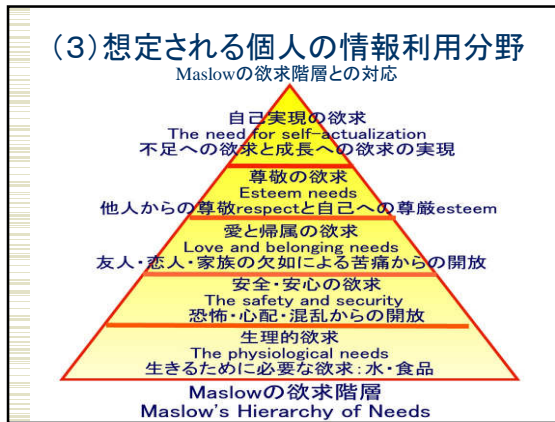 (3)想定される個人の情報利用分野
Maslowの欲求階層との対応
自己実現の欲求
The need for self-actualization
不足への欲求と成長への欲求の実現
尊敬の欲求
Esteem needs
他人からの尊敬respectと自己への尊厳esteem
愛と帰属の欲求
Love and belonging needs
友人・恋人・家族の欠如による苦痛からの開放
安全・安心の欲求
The safety and security
恐怖・心配・混乱からの開放
生理的欲求
The physiological needs
生きるために必要な欲求:水・食品
Maslowの欲求階層
Maslow's Hierarchy of Needs